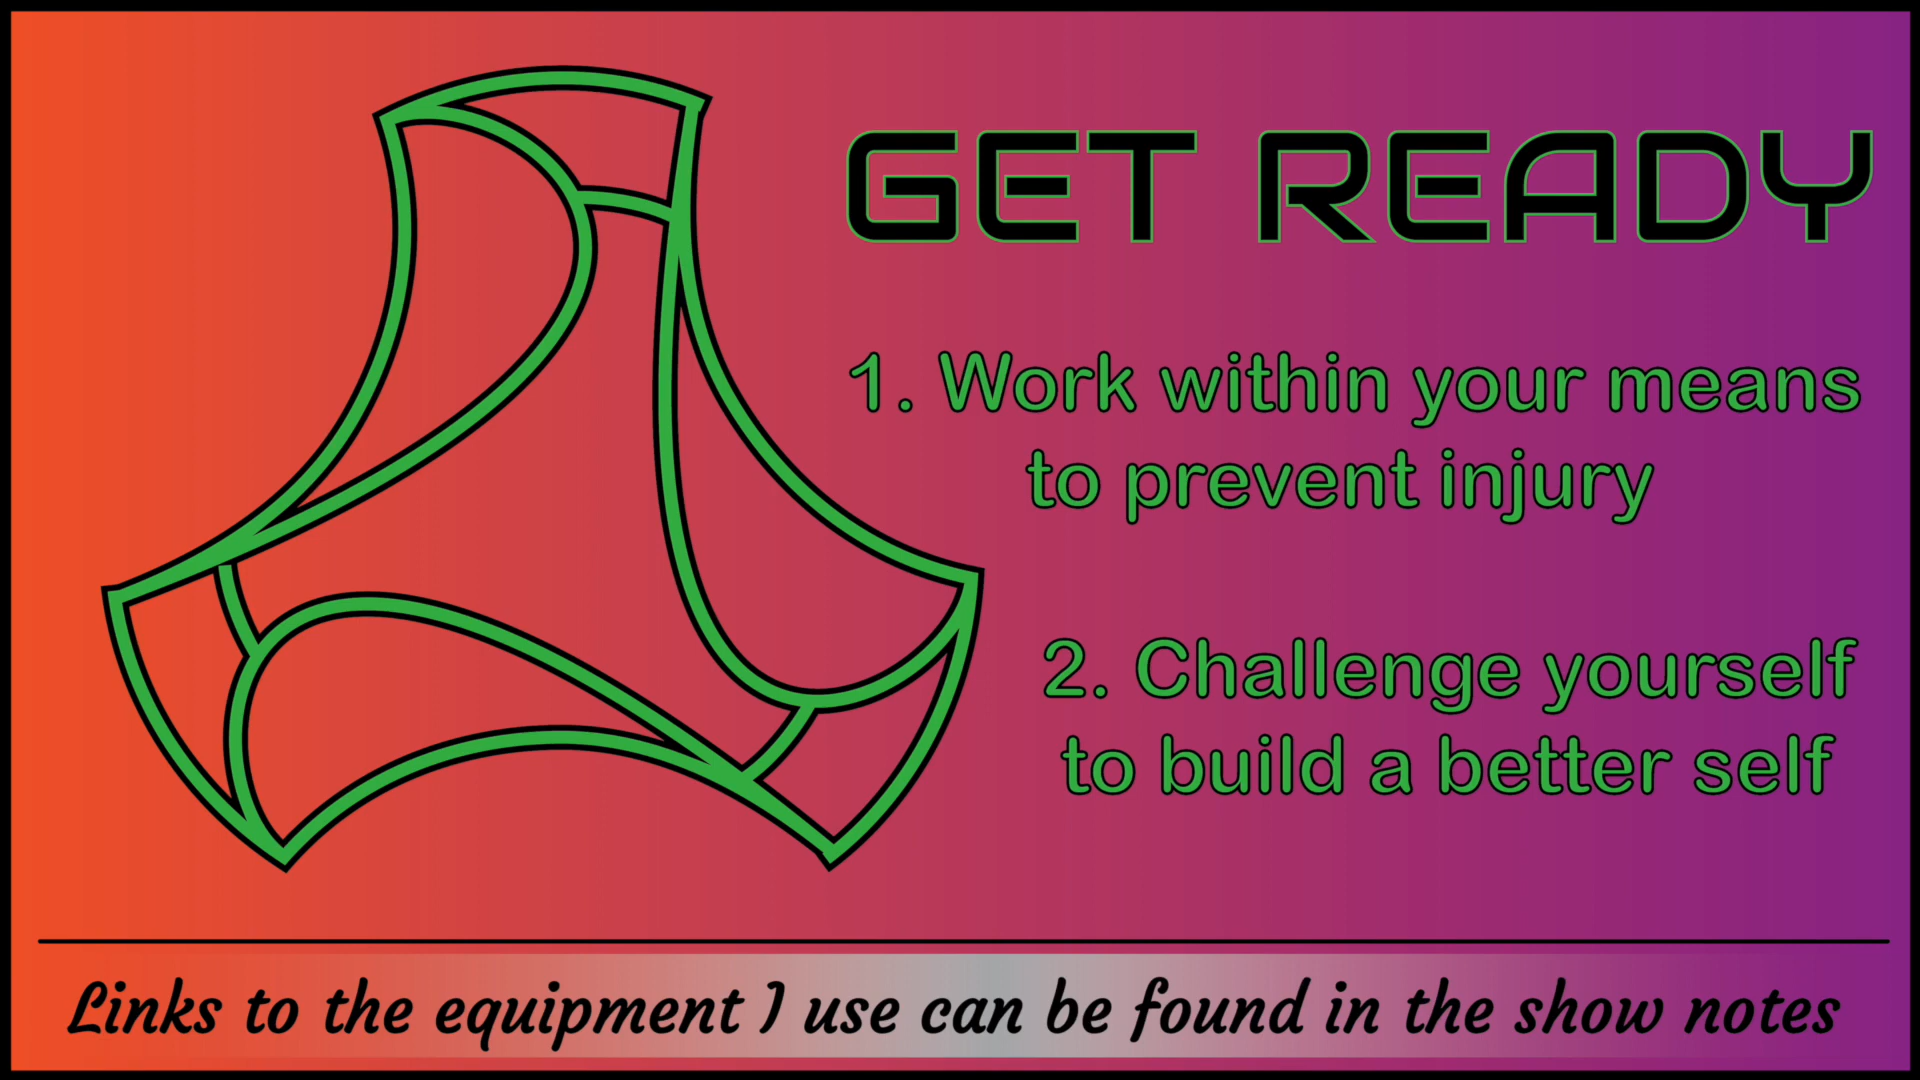 GET READY
1. Work within your means
to prevent injury
2. Challenge yourself
to build a better self
Links to the equipment I use can be found in the show notes